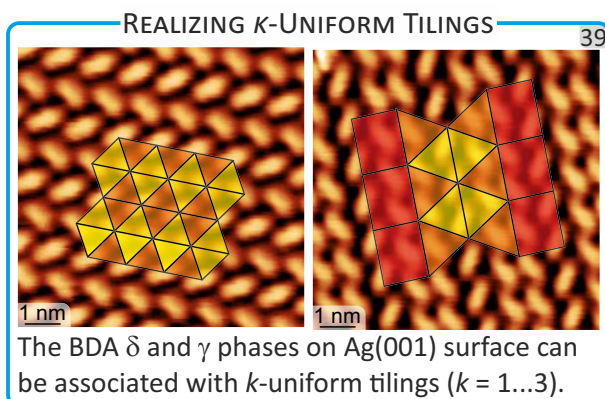 REALIZING K-UNIFORM TILINGS
39
1 nm
1 nm
The BDA δ and γ phases on Ag(001) surface can
be associated with k-uniform tilings (k = 1...3).